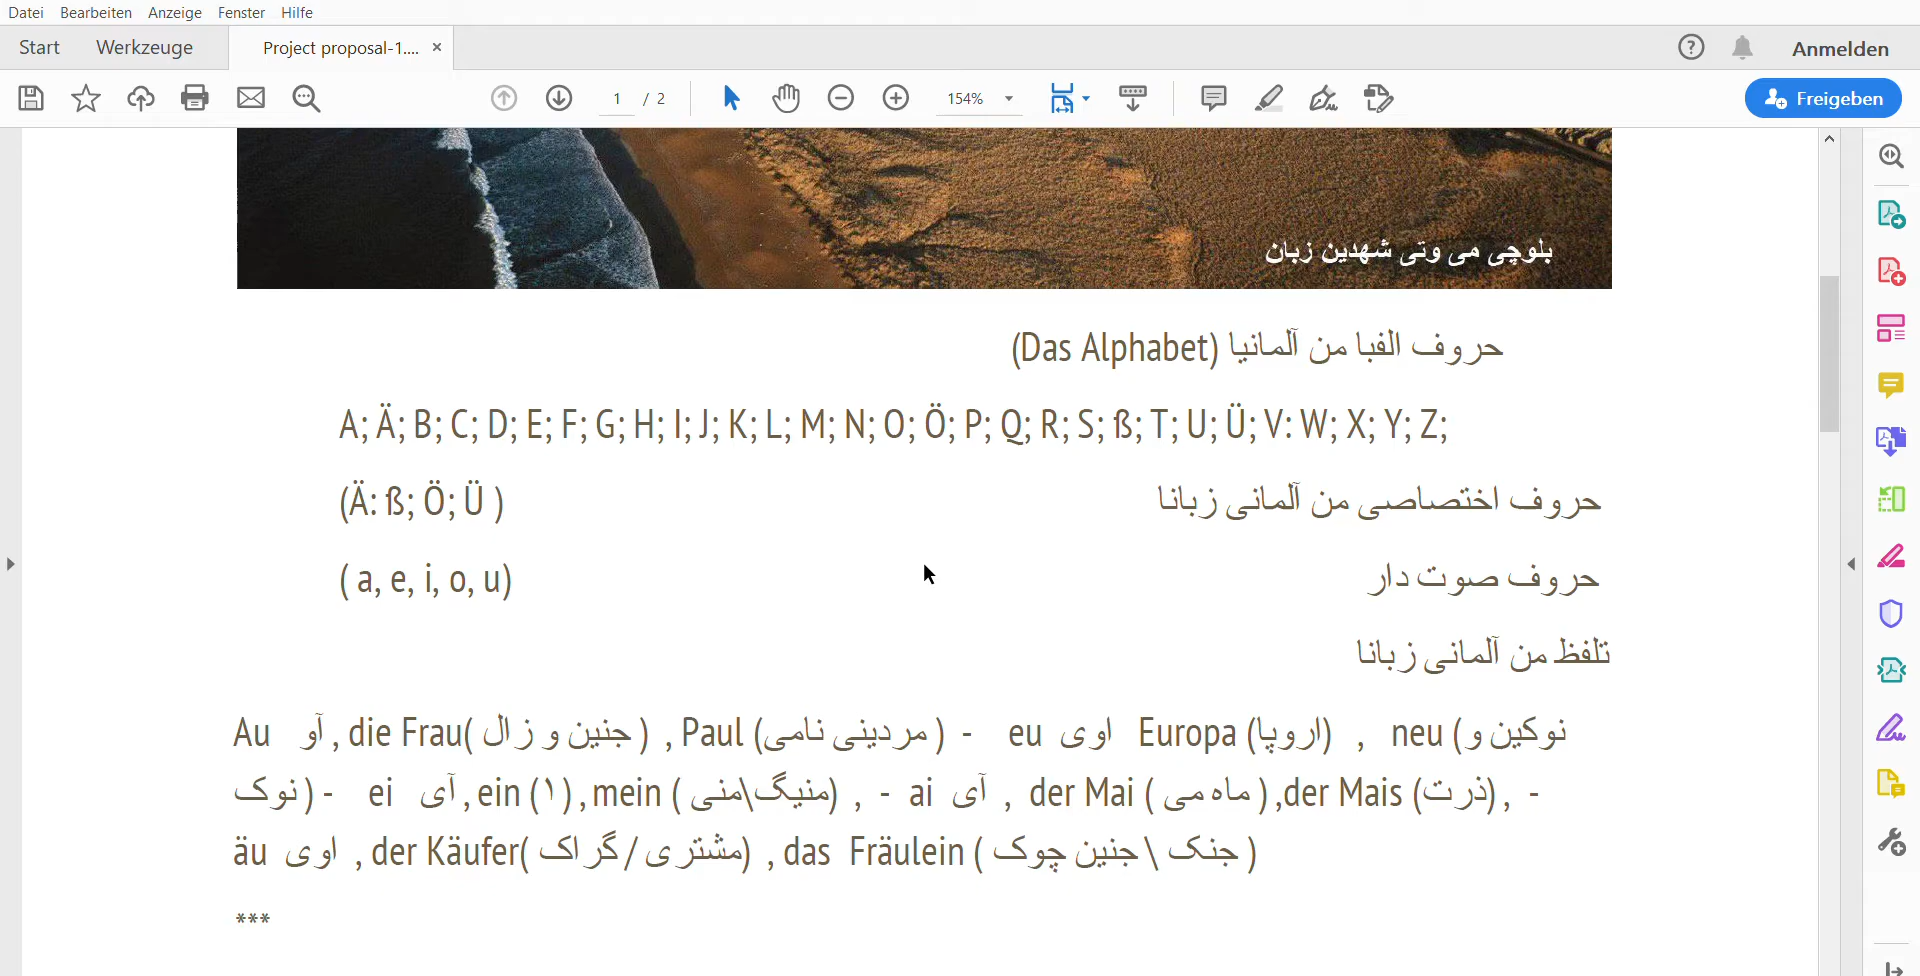 Datei Bearbeiten Anzeige Fenster Hilfe
Start Werkzeuge Project proposal-1.... × Anmelden
1 / 2 154% Freigeben
بلوچی می وتی شهدین زبان
حروف الفبا من آلمانیا (Das Alphabet)
A; Ä; B; C; D; E; F; G; H; I; J; K; L; M; N; O; Ö; P; Q; R; S; ß; T; U; Ü; V: W; X; Y; Z;
(Ä: ß; Ö; Ü ) حروف اختصاصی من آلمانی زبانا
( a, e, i, o, u) حروف صوت دار
تلفظ من آلمانی زبانا
Au آو , die Frau( جنین و زال ) , Paul (مردینی نامی ) - eu اوی Europa (اروپا) , neu (نوکین و
نوک ) - ei آی , ein (۱) , mein ( منیگ\منی) , - ai آی , der Mai ( ماه می ) ,der Mais (ذرت) , -
äu اوی , der Käufer( مشتری / گراک) , das Fräulein ( جنک \ جنین چوک )
***